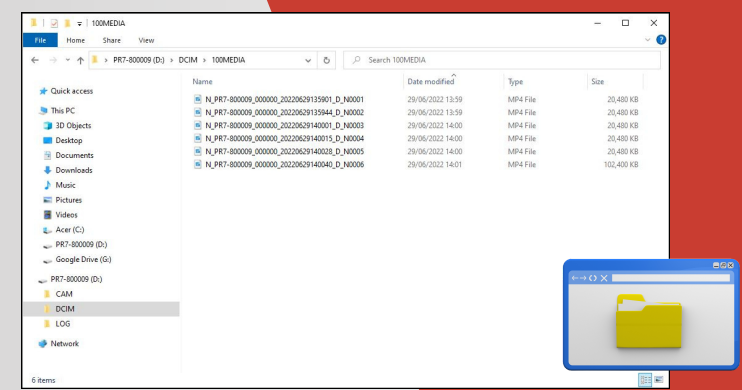 100MEDIA
File Home Share View
PR7-800009 (D:) > DCIM > 100MEDIA
Search 100MEDIA
Name Date modified Type Size
N_PR7-800009_000000_20220629135901_D_N0001 29/06/2022 13:59 MP4 File 20,480 KB
N_PR7-800009_000000_20220629135944_D_N0002 29/06/2022 13:59 MP4 File 20,480 KB
N_PR7-800009_000000_20220629140001_D_N0003 29/06/2022 14:00 MP4 File 20,480 KB
N_PR7-800009_000000_20220629140015_D_N0004 29/06/2022 14:00 MP4 File 20,480 KB
N_PR7-800009_000000_20220629140028_D_N0005 29/06/2022 14:00 MP4 File 20,480 KB
N_PR7-800009_000000_20220629140040_D_N0006 29/06/2022 14:01 MP4 File 102,400 KB
Quick access
This PC
3D Objects
Desktop
Documents
Downloads
Music
Pictures
Videos
Acer (C:)
PR7-800009 (D:)
Google Drive (G:)
PR7-800009 (D:)
CAM
DCIM
LOG
Network
6 items